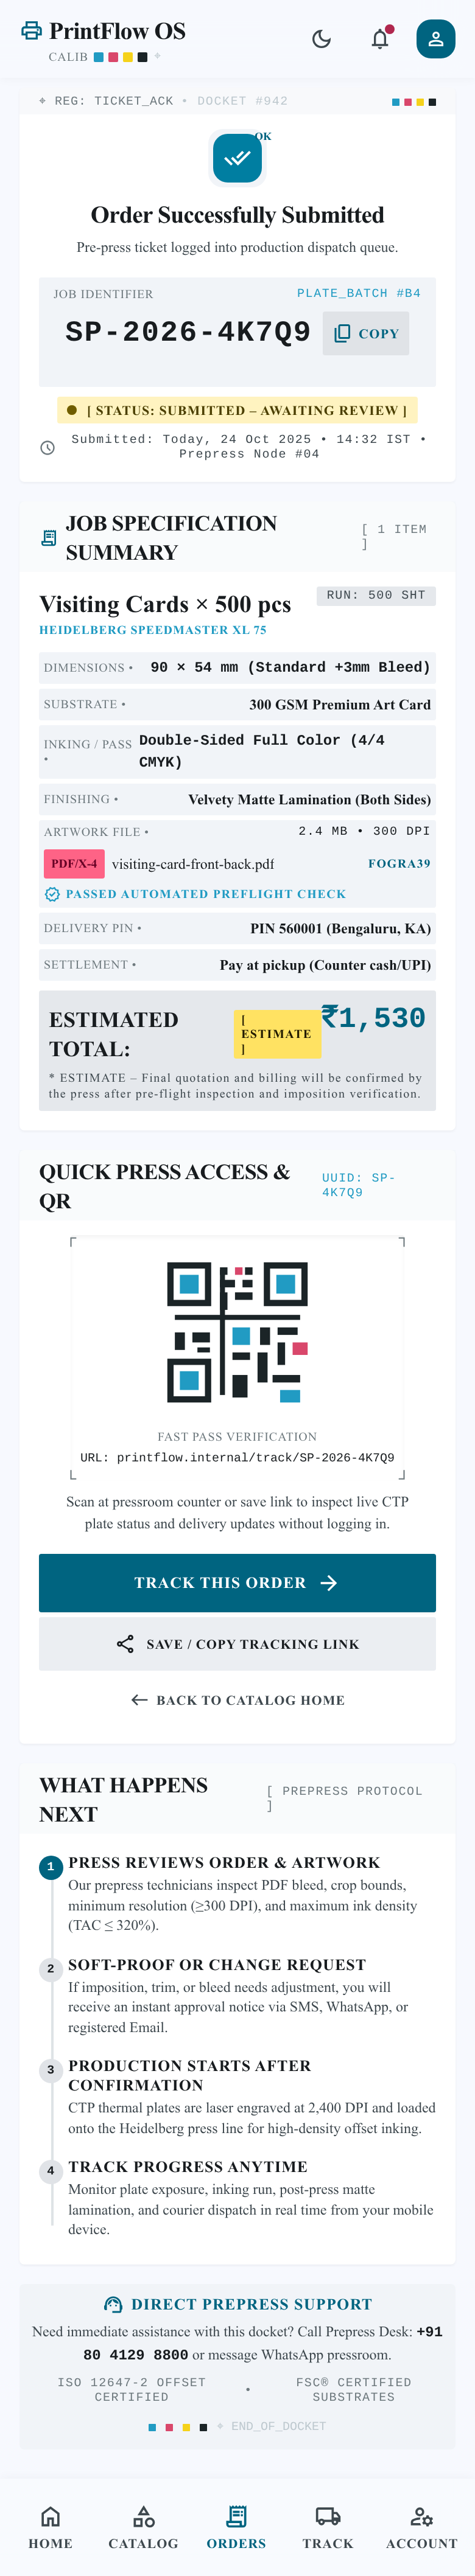 PrintFlow OS
CALIB
⌖ REG: TICKET_ACK • DOCKET #942
OK
Order Successfully Submitted
Pre-press ticket logged into production dispatch queue.
JOB IDENTIFIER
PLATE_BATCH #B4
SP-2026-4K7Q9
COPY
[ STATUS: SUBMITTED – AWAITING REVIEW ]
Submitted: Today, 24 Oct 2025 • 14:32 IST •
Prepress Node #04
JOB SPECIFICATION
SUMMARY
[ 1 ITEM
]
Visiting Cards × 500 pcs
RUN: 500 SHT
HEIDELBERG SPEEDMASTER XL 75
DIMENSIONS •
90 × 54 mm (Standard +3mm Bleed)
SUBSTRATE •
300 GSM Premium Art Card
INKING / PASS
•
Double-Sided Full Color (4/4
CMYK)
FINISHING •
Velvety Matte Lamination (Both Sides)
ARTWORK FILE •
2.4 MB • 300 DPI
PDF/X-4
visiting-card-front-back.pdf
FOGRA39
PASSED AUTOMATED PREFLIGHT CHECK
DELIVERY PIN •
PIN 560001 (Bengaluru, KA)
SETTLEMENT •
Pay at pickup (Counter cash/UPI)
ESTIMATED
TOTAL:
[
ESTIMATE
]
₹1,530
* ESTIMATE – Final quotation and billing will be confirmed by
the press after pre-flight inspection and imposition verification.
QUICK PRESS ACCESS &
QR
UUID: SP-
4K7Q9
FAST PASS VERIFICATION
URL: printflow.internal/track/SP-2026-4K7Q9
Scan at pressroom counter or save link to inspect live CTP
plate status and delivery updates without logging in.
TRACK THIS ORDER
SAVE / COPY TRACKING LINK
BACK TO CATALOG HOME
WHAT HAPPENS
NEXT
[ PREPRESS PROTOCOL
]
1
PRESS REVIEWS ORDER & ARTWORK
Our prepress technicians inspect PDF bleed, crop bounds,
minimum resolution (≥300 DPI), and maximum ink density
(TAC ≤ 320%).
2
SOFT-PROOF OR CHANGE REQUEST
If imposition, trim, or bleed needs adjustment, you will
receive an instant approval notice via SMS, WhatsApp, or
registered Email.
3
PRODUCTION STARTS AFTER
CONFIRMATION
CTP thermal plates are laser engraved at 2,400 DPI and loaded
onto the Heidelberg press line for high-density offset inking.
4
TRACK PROGRESS ANYTIME
Monitor plate exposure, inking run, post-press matte
lamination, and courier dispatch in real time from your mobile
device.
DIRECT PREPRESS SUPPORT
Need immediate assistance with this docket? Call Prepress Desk: +91
80 4129 8800 or message WhatsApp pressroom.
ISO 12647-2 OFFSET
CERTIFIED
•
FSC® CERTIFIED
SUBSTRATES
⌖ END_OF_DOCKET
HOME
CATALOG
ORDERS
TRACK
ACCOUNT